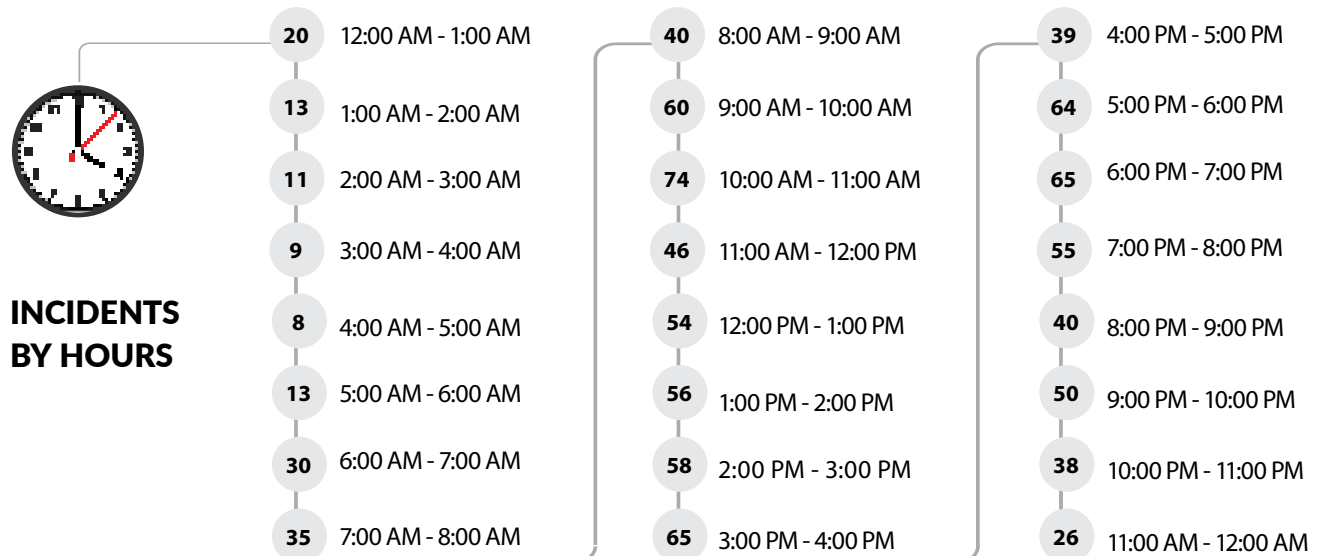 INCIDENTS
BY HOURS
20 12:00 AM - 1:00 AM
13 1:00 AM - 2:00 AM
11 2:00 AM - 3:00 AM
9 3:00 AM - 4:00 AM
8 4:00 AM - 5:00 AM
13 5:00 AM - 6:00 AM
30 6:00 AM - 7:00 AM
35 7:00 AM - 8:00 AM
40 8:00 AM - 9:00 AM
60 9:00 AM - 10:00 AM
74 10:00 AM - 11:00 AM
46 11:00 AM - 12:00 PM
54 12:00 PM - 1:00 PM
56 1:00 PM - 2:00 PM
58 2:00 PM - 3:00 PM
65 3:00 PM - 4:00 PM
39 4:00 PM - 5:00 PM
64 5:00 PM - 6:00 PM
65 6:00 PM - 7:00 PM
55 7:00 PM - 8:00 PM
40 8:00 PM - 9:00 PM
50 9:00 PM - 10:00 PM
38 10:00 PM - 11:00 PM
26 11:00 AM - 12:00 AM